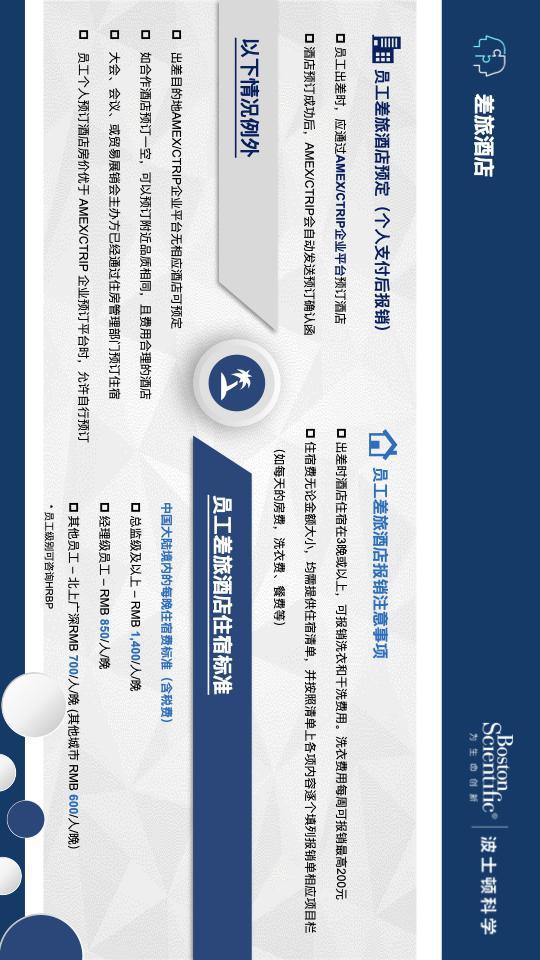 差旅酒店
Boston
Scientific®
为生命创新
波士顿科学
员工差旅酒店预定（个人支付后报销）
员工出差时，应通过AMEX/CTRIP企业平台预订酒店
酒店预订成功后，AMEX/CTRIP会自动发送预订确认函
员工差旅酒店报销注意事项
出差时酒店住宿在3晚或以上，可报销洗衣和干洗费用。洗衣费用每周可报销最高200元
住宿费无论金额大小，均需提供住宿清单，并按照清单上各项内容逐个填列报销单相应项目栏
（如每天的房费，洗衣费、餐费等）
以下情况例外
出差目的地AMEX/CTRIP企业平台无相应酒店可预定
如合作酒店预订一空，可以预订附近品质相同，且费用合理的酒店
大会、会议、或贸易展销会主办方已经通过住房管理部门预订住宿
员工个人预订酒店房价优于 AMEX/CTRIP 企业预订平台时，允许自行预订
员工差旅酒店住宿标准
中国大陆境内的每晚住宿费标准（含税费）
总监级及以上 – RMB 1,400/人/晚
经理级员工 – RMB 850/人/晚
其他员工 – 北上广深RMB 700/人/晚 (其他城市 RMB 600/人/晚)
* 员工级别可咨询HRBP